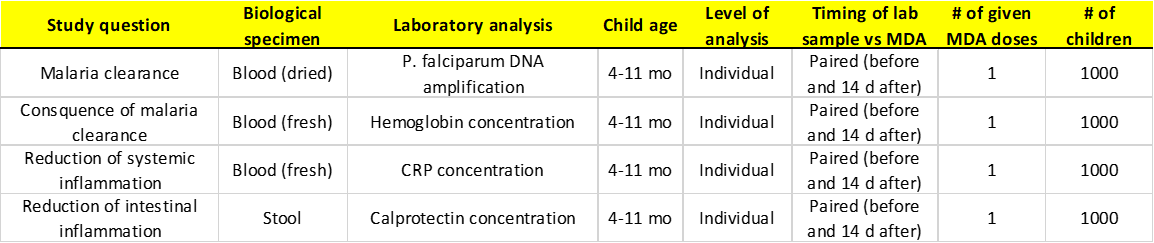 Study question	Biological specimen	Laboratory analysis	Child age	Level of analysis	Timing of lab sample vs MDA	# of given MDA doses	# of children
Malaria clearance	Blood (dried)	P. falciparum DNA amplification	4-11 mo	Individual	Paired (before and 14 d after)	1	1000
Consquence of malaria clearance	Blood (fresh)	Hemoglobin concentration	4-11 mo	Individual	Paired (before and 14 d after)	1	1000
Reduction of systemic inflammation	Blood (fresh)	CRP concentration	4-11 mo	Individual	Paired (before and 14 d after)	1	1000
Reduction of intestinal inflammation	Stool	Calprotectin concentration	4-11 mo	Individual	Paired (before and 14 d after)	1	1000